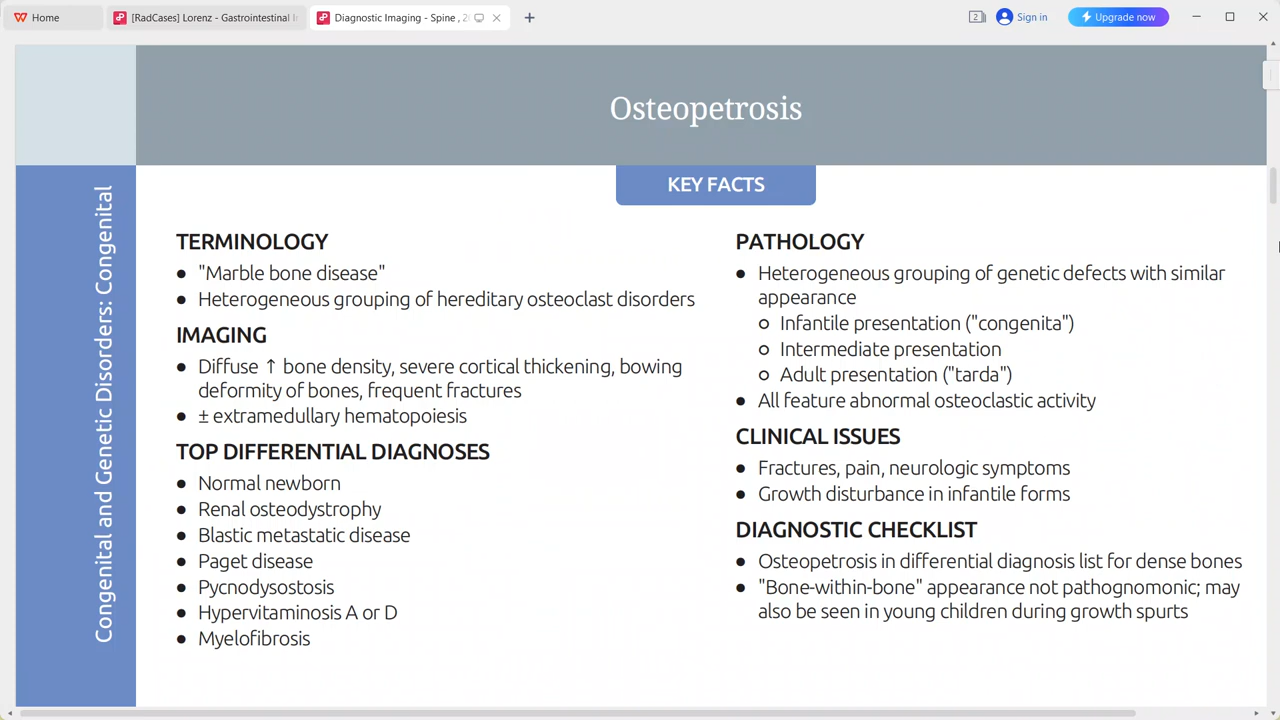 Home
[RadCases] Lorenz - Gastrointestinal I
Diagnostic Imaging - Spine , 2
2
Sign in
Upgrade now
Osteopetrosis
KEY FACTS
Congenital and Genetic Disorders: Congenital
TERMINOLOGY
● "Marble bone disease"
● Heterogeneous grouping of hereditary osteoclast disorders
IMAGING
● Diffuse ↑ bone density, severe cortical thickening, bowing
deformity of bones, frequent fractures
● ± extramedullary hematopoiesis
TOP DIFFERENTIAL DIAGNOSES
● Normal newborn
● Renal osteodystrophy
● Blastic metastatic disease
● Paget disease
● Pycnodysostosis
● Hypervitaminosis A or D
● Myelofibrosis
PATHOLOGY
● Heterogeneous grouping of genetic defects with similar
appearance
○ Infantile presentation ("congenita")
○ Intermediate presentation
○ Adult presentation ("tarda")
● All feature abnormal osteoclastic activity
CLINICAL ISSUES
● Fractures, pain, neurologic symptoms
● Growth disturbance in infantile forms
DIAGNOSTIC CHECKLIST
● Osteopetrosis in differential diagnosis list for dense bones
● "Bone-within-bone" appearance not pathognomonic; may
also be seen in young children during growth spurts